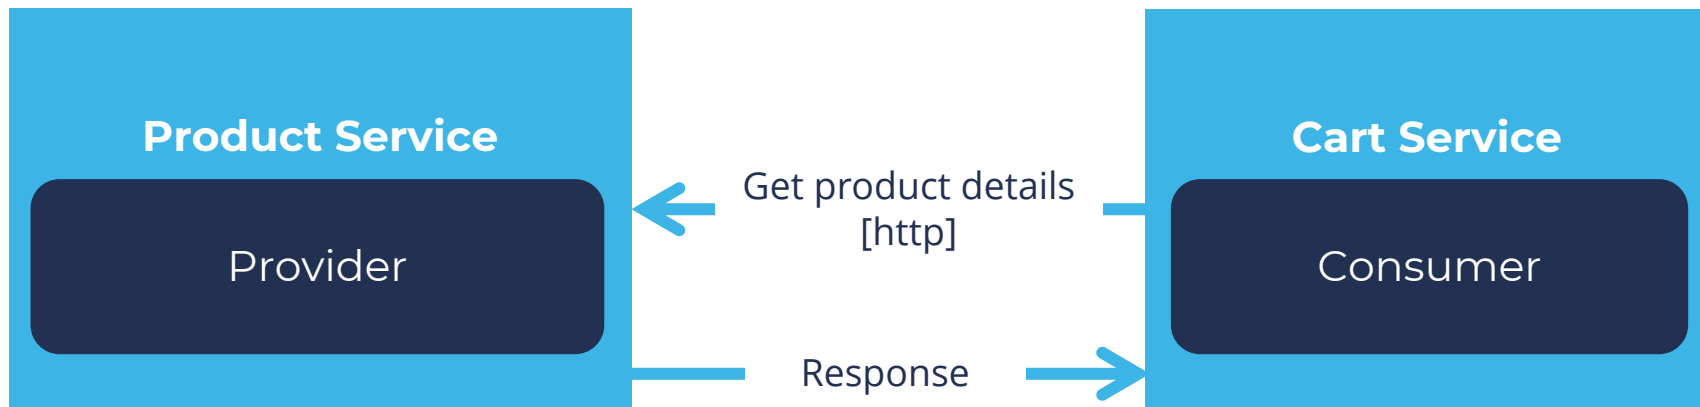 Product Service
Provider
Get product details
[http]
Response
Cart Service
Consumer